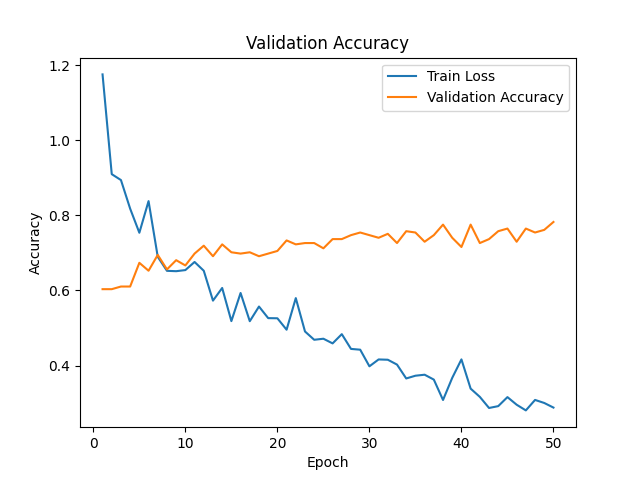 Validation Accuracy
Train Loss
Validation Accuracy
1.2
1.0
0.8
0.6
0.4
Accuracy
0 10 20 30 40 50
Epoch